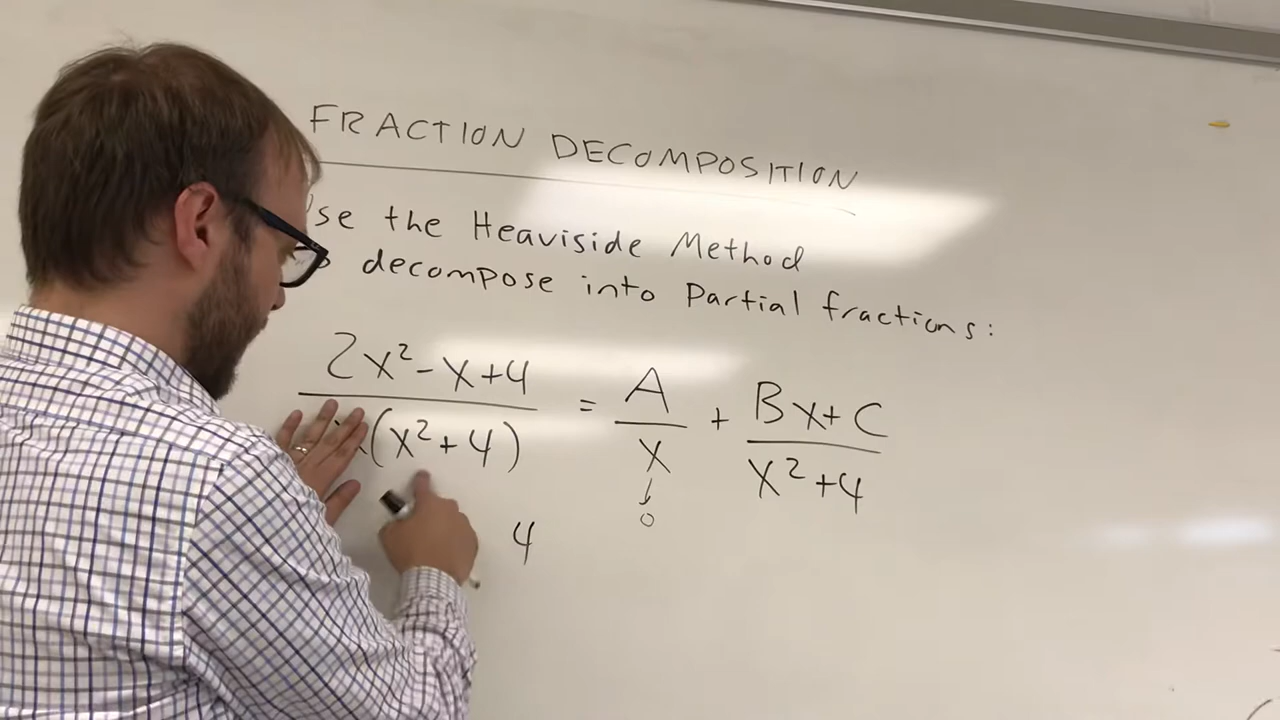 FRACTION DECOMPOSITION
se the Heaviside Method
decompose into Partial fractions:
2x²-x+4 = A + Bx+C
(x²+4) x x²+4
↓
0
4